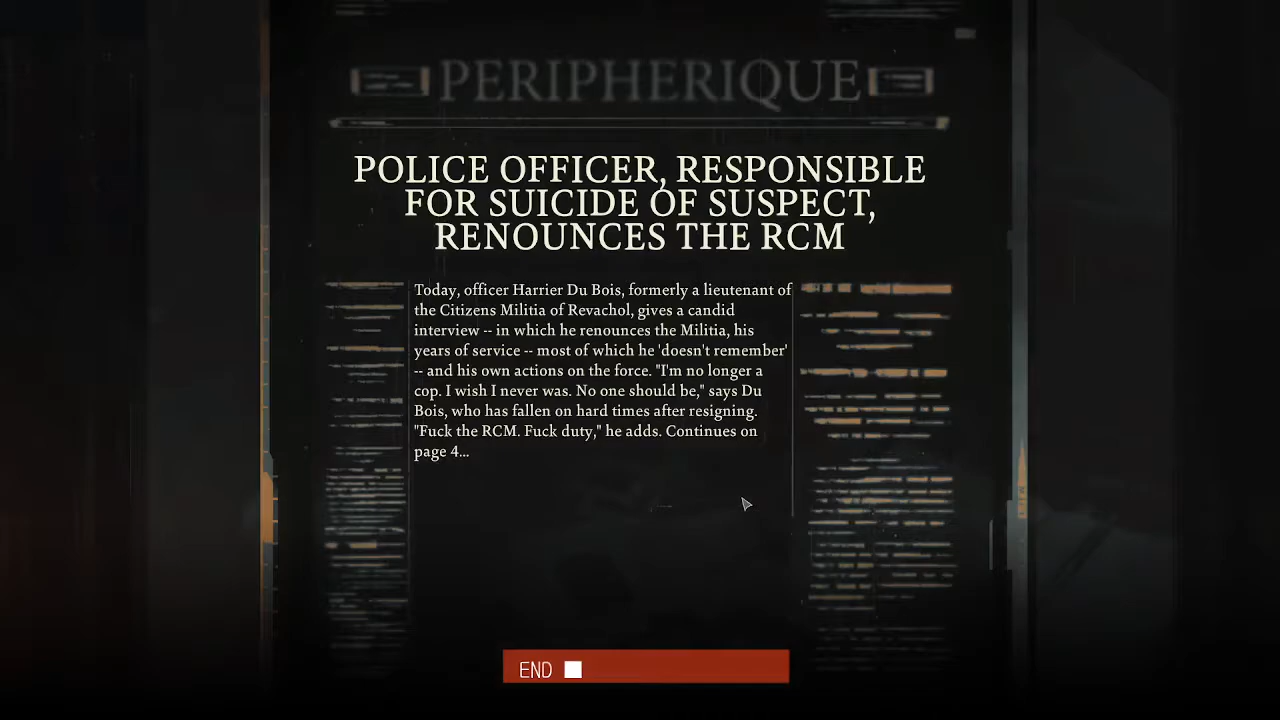 PERIPHERIQUE
POLICE OFFICER, RESPONSIBLE
FOR SUICIDE OF SUSPECT,
RENOUNCES THE RCM
Today, officer Harrier Du Bois, formerly a lieutenant of
the Citizens Militia of Revachol, gives a candid
interview -- in which he renounces the Militia, his
years of service -- most of which he 'doesn't remember'
-- and his own actions on the force. "I'm no longer a
cop. I wish I never was. No one should be," says Du
Bois, who has fallen on hard times after resigning.
"Fuck the RCM. Fuck duty," he adds. Continues on
page 4...
END